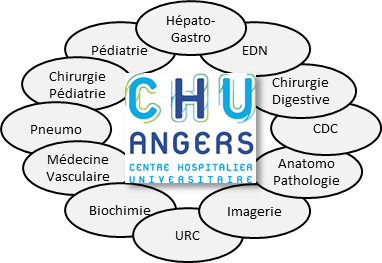 Hépato-
Gastro
EDN
Chirurgie
Digestive
CDC
Anatomo
Pathologie
Imagerie
URC
Biochimie
Médecine
Vasculaire
Pneumo
Chirurgie
Pédiatrie
Pédiatrie
CHU
ANGERS
CENTRE HOSPITALIER
UNIVERSITAIRE